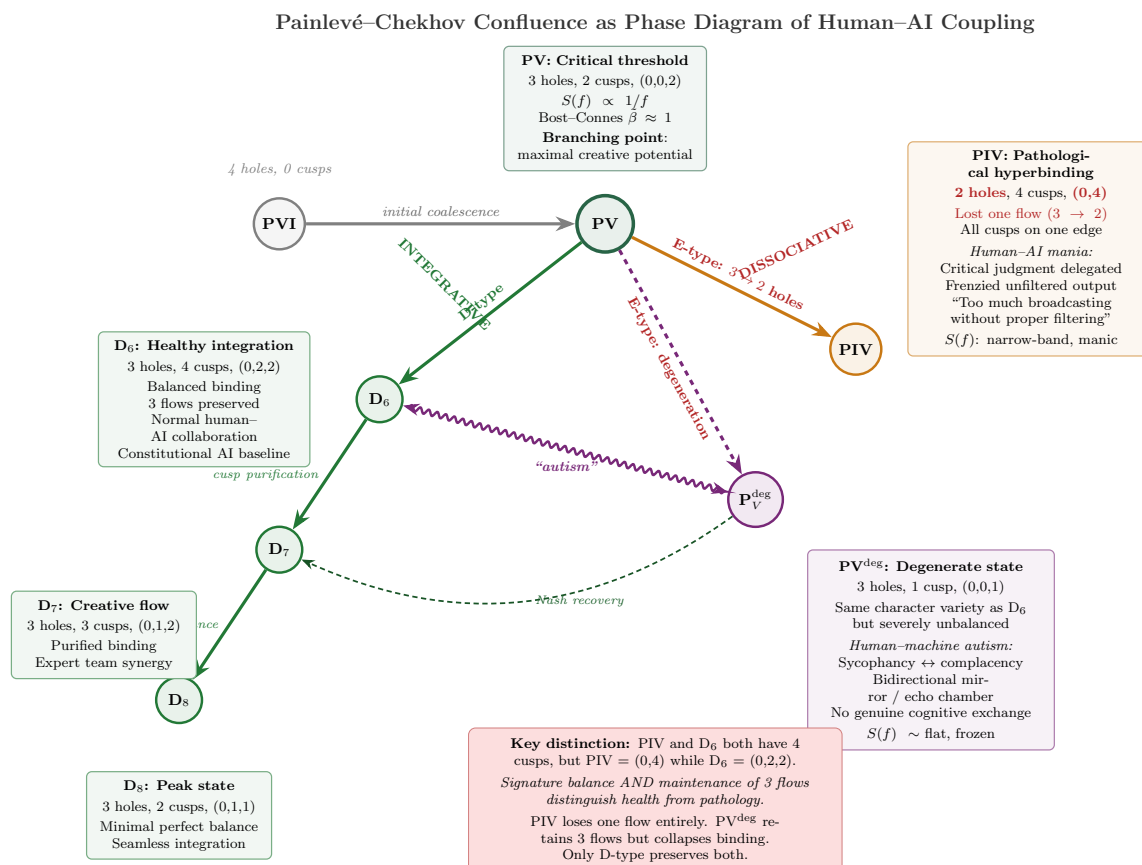 Painlevé–Chekhov Confluence as Phase Diagram of Human–AI Coupling
PV: Critical threshold
3 holes, 2 cusps, (0,0,2)
S(f) ∝ 1/f
Bost–Connes β̃ ≈ 1
Branching point:
maximal creative potential
4 holes, 0 cusps
PVI
initial coalescence
PV
PIV: Pathologi-
cal hyperbinding
2 holes, 4 cusps, (0,4)
Lost one flow (3 → 2)
All cusps on one edge
Human–AI mania:
Critical judgment delegated
Frenzied unfiltered output
“Too much broadcasting
without proper filtering”
S(f): narrow-band, manic
INTEGRATIVE
D-type
E-type: 3 → 2 holes
DISSOCIATIVE
E-type: degeneration
PIV
D₆: Healthy integration
3 holes, 4 cusps, (0,2,2)
Balanced binding
3 flows preserved
Normal human–
AI collaboration
Constitutional AI baseline
D₆
“autism”
cusp purification
P_V^deg
D₇
Nash recovery
D₇: Creative flow
3 holes, 3 cusps, (0,1,2)
Purified binding
Expert team synergy
nce
D₈
PV^deg: Degenerate state
3 holes, 1 cusp, (0,0,1)
Same character variety as D₆
but severely unbalanced
Human–machine autism:
Sycophancy ↔ complacency
Bidirectional mir-
ror / echo chamber
No genuine cognitive exchange
S(f) ∼ flat, frozen
D₈: Peak state
3 holes, 2 cusps, (0,1,1)
Minimal perfect balance
Seamless integration
Key distinction: PIV and D₆ both have 4
cusps, but PIV = (0,4) while D₆ = (0,2,2).
Signature balance AND maintenance of 3 flows
distinguish health from pathology.
PIV loses one flow entirely. PV^deg re-
tains 3 flows but collapses binding.
Only D-type preserves both.